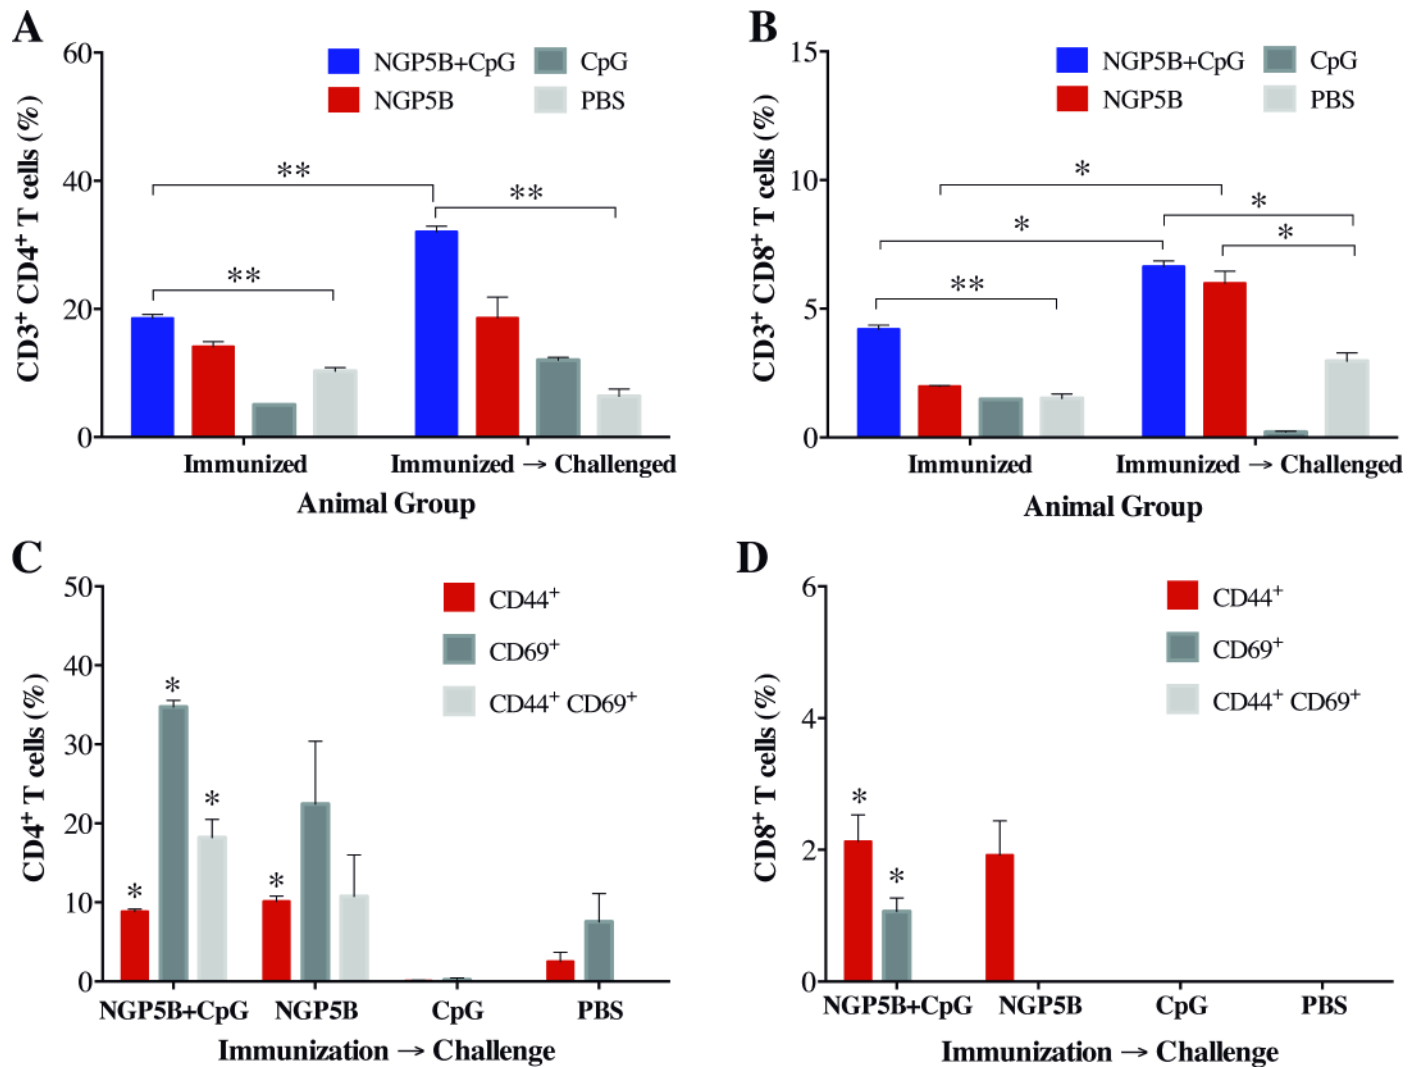 A
60
40
20
0
CD3⁺ CD4⁺ T cells (%)
NGP5B+CpG
CpG
NGP5B
PBS
**
**
**
Immunized
Immunized → Challenged
Animal Group
B
15
10
5
0
CD3⁺ CD8⁺ T cells (%)
NGP5B+CpG
CpG
NGP5B
PBS
*
*
*
*
**
Immunized
Immunized → Challenged
Animal Group
C
50
40
30
20
10
0
CD4⁺ T cells (%)
CD44⁺
CD69⁺
CD44⁺ CD69⁺
*
*
*
*
NGP5B+CpG
NGP5B
CpG
PBS
Immunization → Challenge
D
6
4
2
0
CD8⁺ T cells (%)
CD44⁺
CD69⁺
CD44⁺ CD69⁺
*
*
NGP5B+CpG
NGP5B
CpG
PBS
Immunization → Challenge